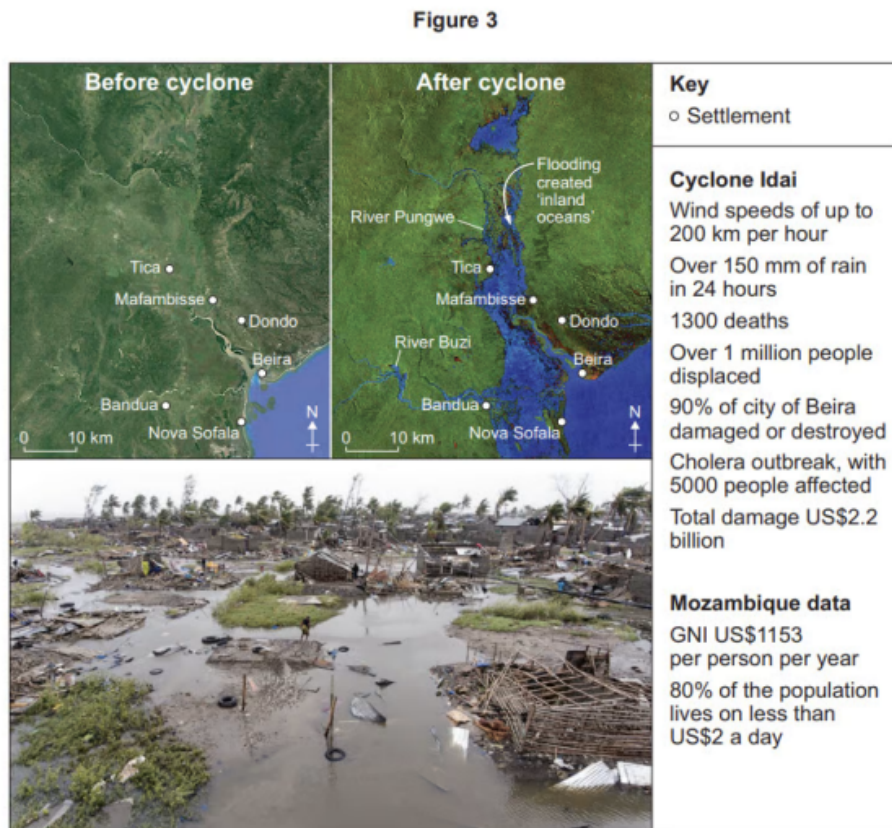 Figure 3
Before cyclone
Tica
Mafambisse
Dondo
Beira
Bandua
Nova Sofala
N
0 10 km
After cyclone
Flooding
created
‘inland
oceans’
River Pungwe
Tica
Mafambisse
Dondo
River Buzi
Beira
Bandua
Nova Sofala
N
0 10 km
Key
Settlement
Cyclone Idai
Wind speeds of up to
200 km per hour
Over 150 mm of rain
in 24 hours
1300 deaths
Over 1 million people
displaced
90% of city of Beira
damaged or destroyed
Cholera outbreak, with
5000 people affected
Total damage US$2.2
billion
Mozambique data
GNI US$1153
per person per year
80% of the population
lives on less than
US$2 a day